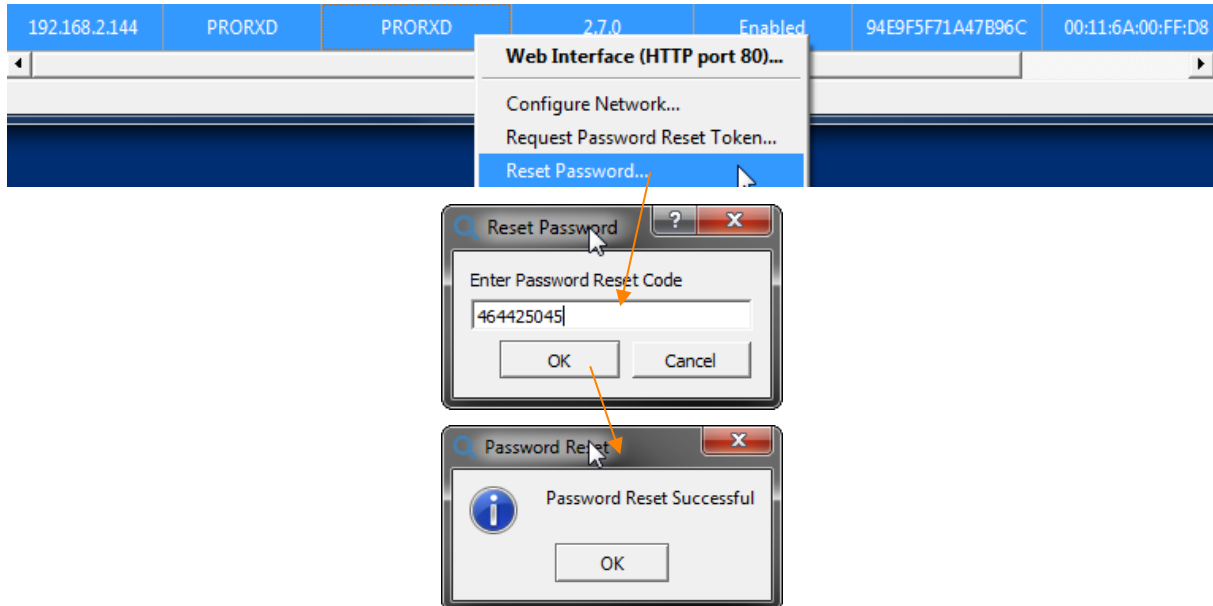 192.168.2.144 PRORXD PRORXD 2.7.0 Enabled 94E9F5F71A47B96C 00:11:6A:00:FF:D8
Web Interface (HTTP port 80)...
Configure Network...
Request Password Reset Token...
Reset Password...
Reset Password
Enter Password Reset Code
464425045
OK Cancel
Password Reset
Password Reset Successful
OK